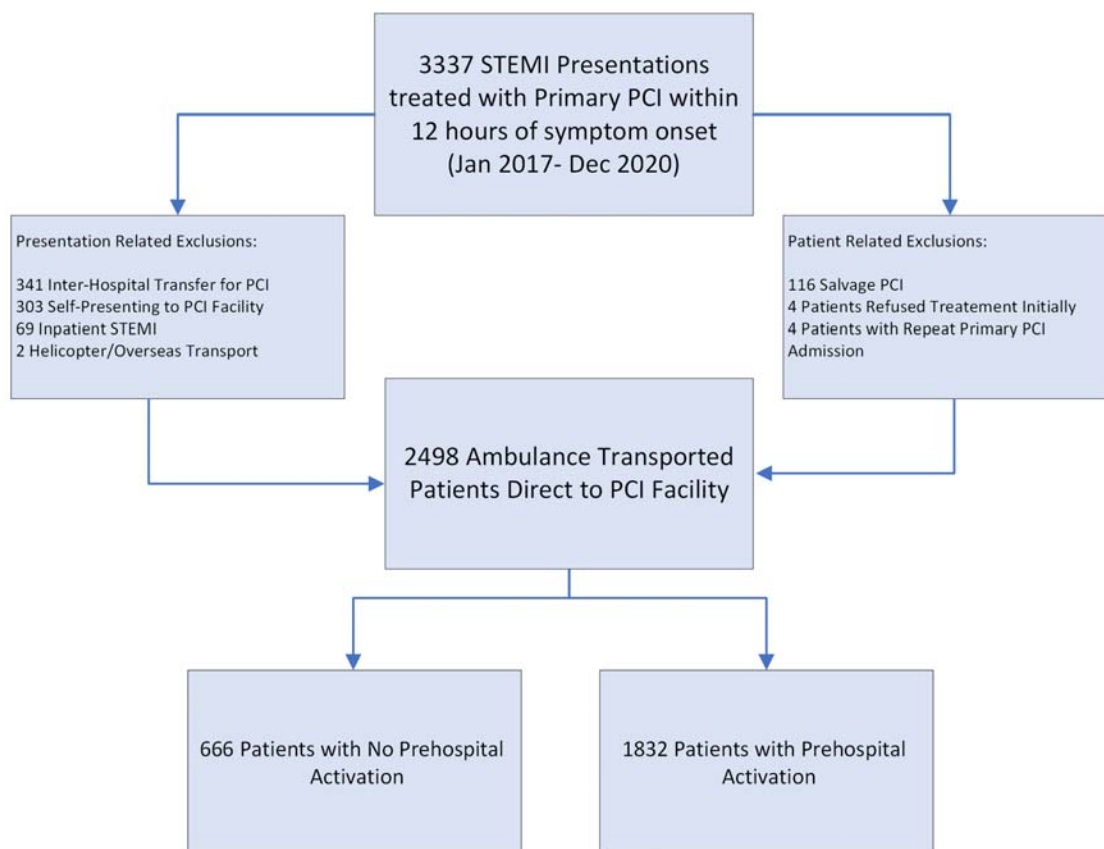 3337 STEMI Presentations
treated with Primary PCI within
12 hours of symptom onset
(Jan 2017- Dec 2020)
Presentation Related Exclusions:
341 Inter-Hospital Transfer for PCI
303 Self-Presenting to PCI Facility
69 Inpatient STEMI
2 Helicopter/Overseas Transport
Patient Related Exclusions:
116 Salvage PCI
4 Patients Refused Treatement Initially
4 Patients with Repeat Primary PCI
Admission
2498 Ambulance Transported
Patients Direct to PCI Facility
666 Patients with No Prehospital
Activation
1832 Patients with Prehospital
Activation